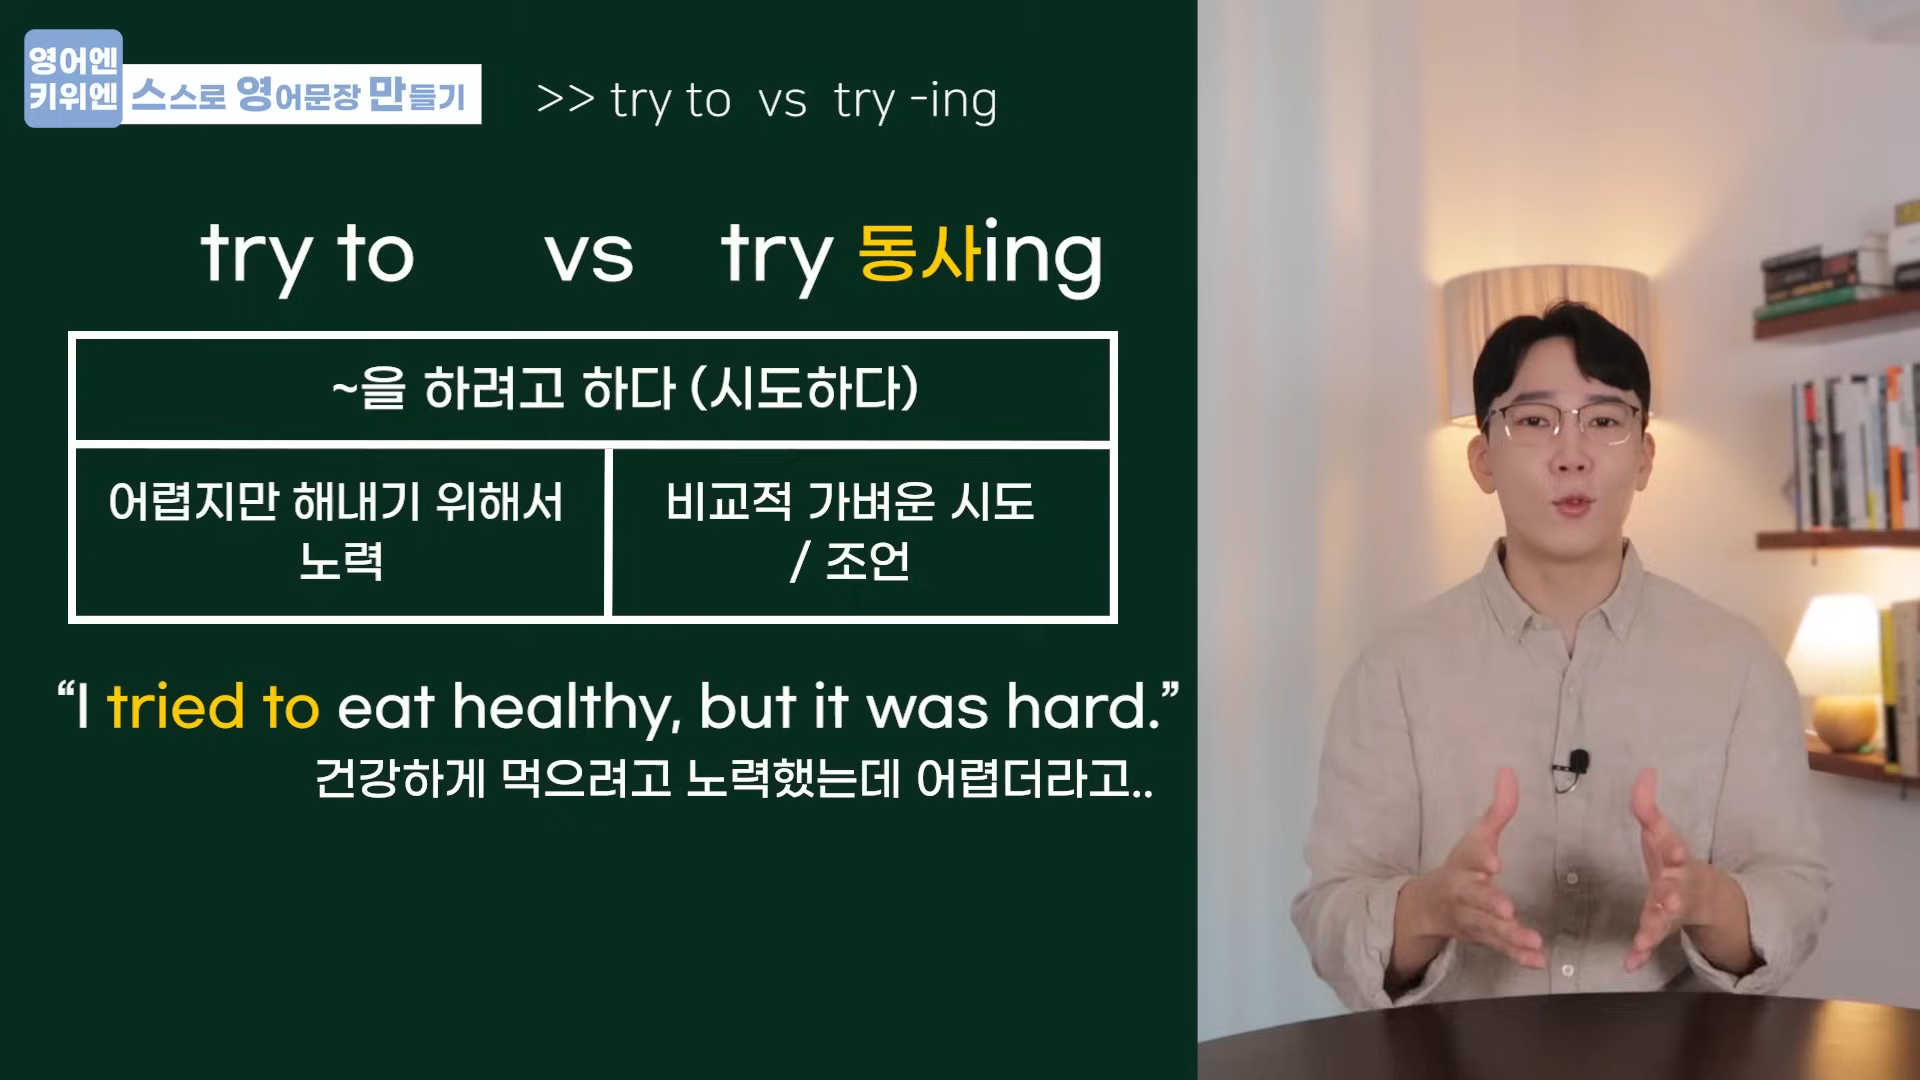 영어엔
키위엔
스스로 영어문장 만들기
>> try to vs try -ing
try to vs try 동사ing
~을 하려고 하다 (시도하다)
어렵지만 해내기 위해서
노력
비교적 가벼운 시도
/ 조언
“I tried to eat healthy, but it was hard.”
건강하게 먹으려고 노력했는데 어렵더라고..